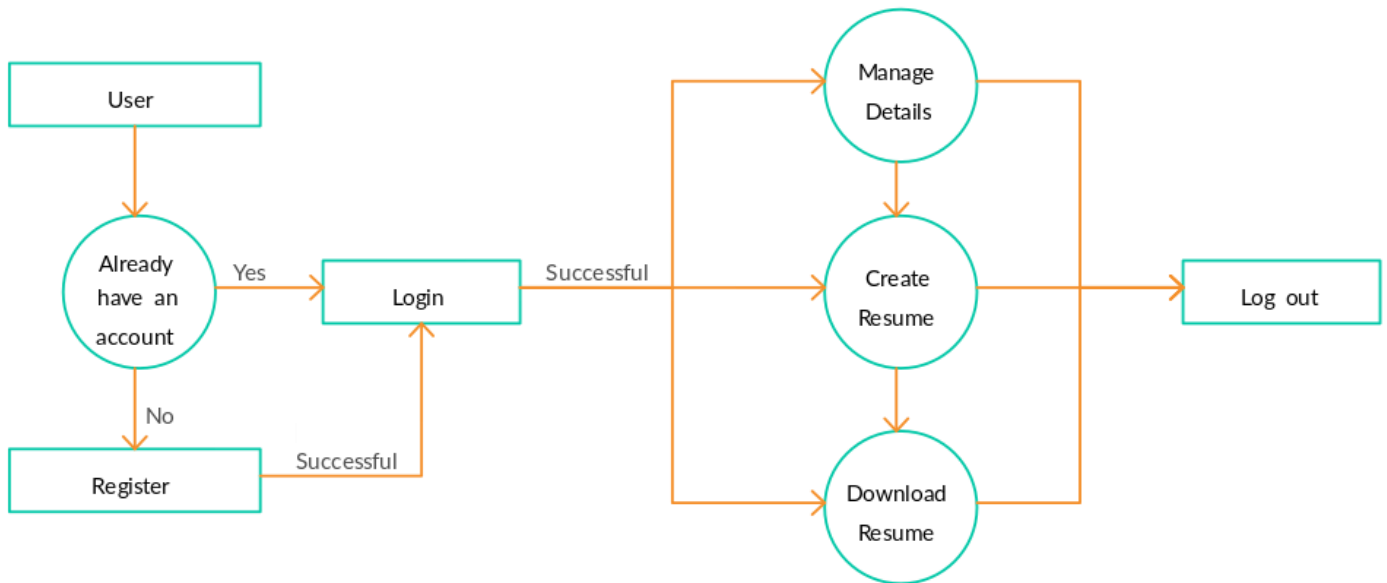 User
Already
have an
account
Yes
No
Register
Successful
Login
Successful
Manage
Details
Create
Resume
Download
Resume
Log out